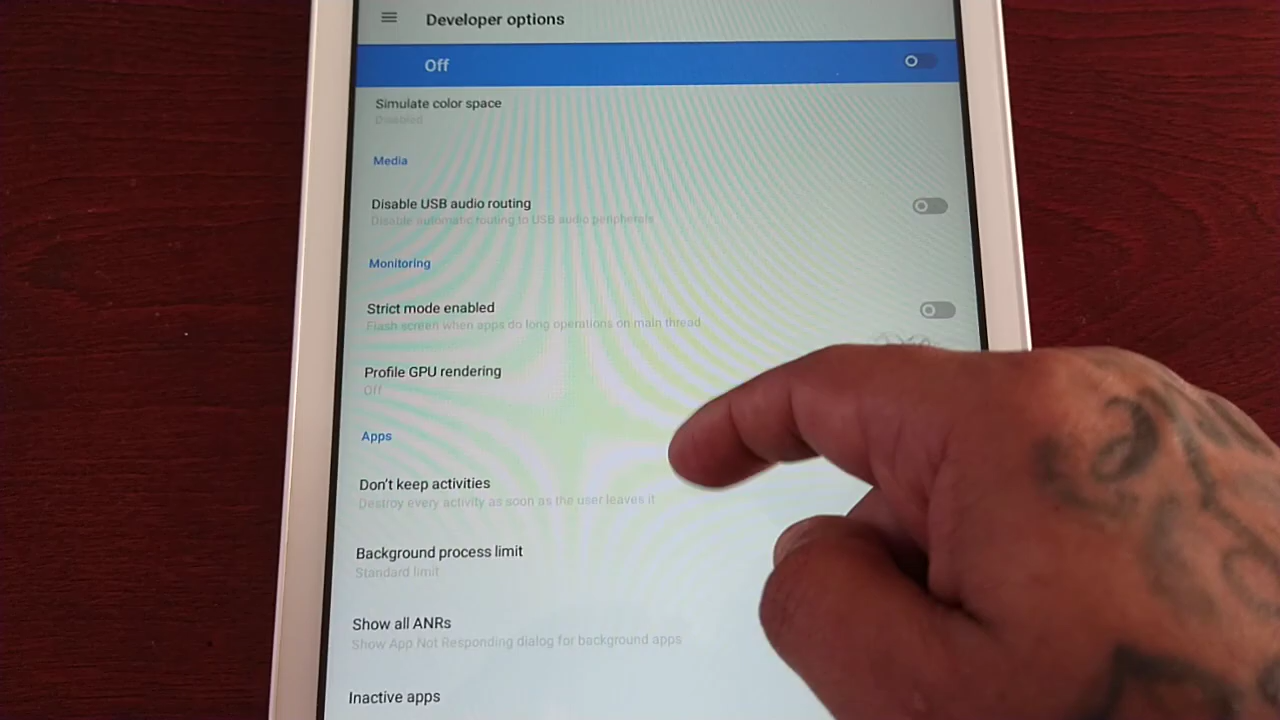 Developer options
Off
Simulate color space
Disabled
Media
Disable USB audio routing
Disable automatic routing to USB audio peripherals
Monitoring
Strict mode enabled
Flash screen when apps do long operations on main thread
Profile GPU rendering
Off
Apps
Don't keep activities
Destroy every activity as soon as the user leaves it
Background process limit
Standard limit
Show all ANRs
Show App Not Responding dialog for background apps
Inactive apps